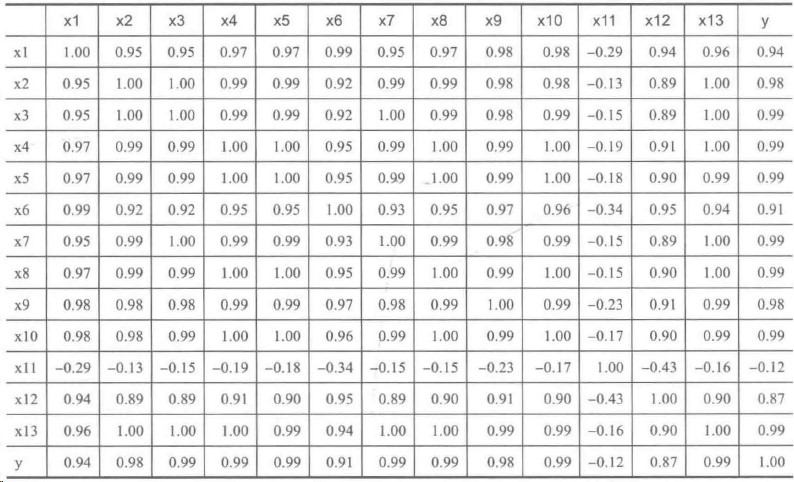 x1 x2 x3 x4 x5 x6 x7 x8 x9 x10 x11 x12 x13 y
x1 1.00 0.95 0.95 0.97 0.97 0.99 0.95 0.97 0.98 0.98 −0.29 0.94 0.96 0.94
x2 0.95 1.00 1.00 0.99 0.99 0.92 0.99 0.99 0.98 0.98 −0.13 0.89 1.00 0.98
x3 0.95 1.00 1.00 0.99 0.99 0.92 1.00 0.99 0.98 0.99 −0.15 0.89 1.00 0.99
x4 0.97 0.99 0.99 1.00 1.00 0.95 0.99 1.00 0.99 1.00 −0.19 0.91 1.00 0.99
x5 0.97 0.99 0.99 1.00 1.00 0.95 0.99 1.00 0.99 1.00 −0.18 0.90 0.99 0.99
x6 0.99 0.92 0.92 0.95 0.95 1.00 0.93 0.95 0.97 0.96 −0.34 0.95 0.94 0.91
x7 0.95 0.99 1.00 0.99 0.99 0.93 1.00 0.99 0.98 0.99 −0.15 0.89 1.00 0.99
x8 0.97 0.99 0.99 1.00 1.00 0.95 0.99 1.00 0.99 1.00 −0.15 0.90 1.00 0.99
x9 0.98 0.98 0.98 0.99 0.99 0.97 0.98 0.99 1.00 0.99 −0.23 0.91 0.99 0.98
x10 0.98 0.98 0.99 1.00 1.00 0.96 0.99 1.00 0.99 1.00 −0.17 0.90 0.99 0.99
x11 −0.29 −0.13 −0.15 −0.19 −0.18 −0.34 −0.15 −0.15 −0.23 −0.17 1.00 −0.43 −0.16 −0.12
x12 0.94 0.89 0.89 0.91 0.90 0.95 0.89 0.90 0.91 0.90 −0.43 1.00 0.90 0.87
x13 0.96 1.00 1.00 1.00 0.99 0.94 1.00 1.00 0.99 0.99 −0.16 0.90 1.00 0.99
y 0.94 0.98 0.99 0.99 0.99 0.91 0.99 0.99 0.98 0.99 −0.12 0.87 0.99 1.00